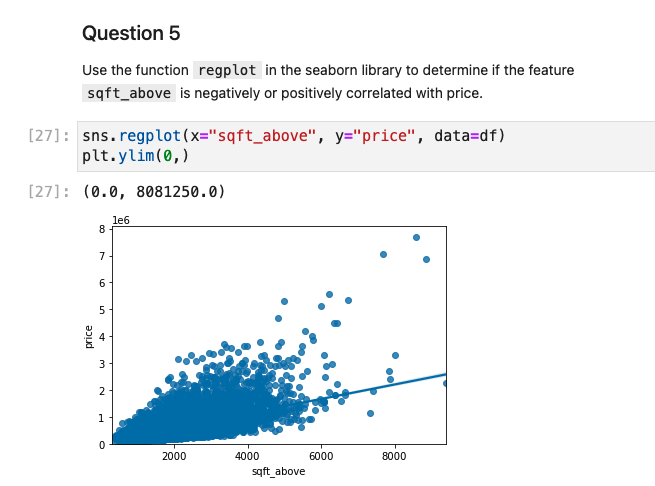 Question 5
Use the function regplot in the seaborn library to determine if the feature
sqft_above is negatively or positively correlated with price.
[27]: sns.regplot(x="sqft_above", y="price", data=df)
plt.ylim(0,)
[27]: (0.0, 8081250.0)
1e6
8
7
6
5
4
3
2
1
0
price
2000 4000 6000 8000
sqft_above